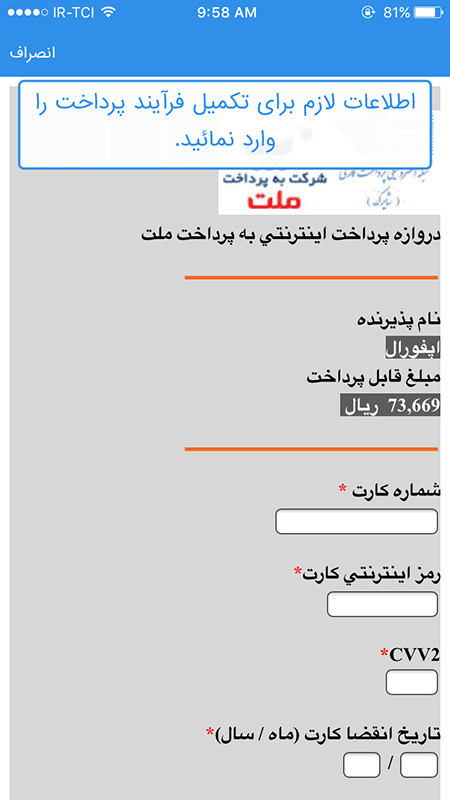 IR-TCI 9:58 AM 81%
انصراف
اطلاعات لازم برای تکمیل فرآیند پرداخت را
وارد نمائید.
شرکت به پرداخت
ملت
دروازه پرداخت اینترنتي به پرداخت ملت
نام پذیرنده
اپفورال
مبلغ قابل پرداخت
73,669 ریال
شماره کارت *
رمز اینترنتي کارت*
CVV2*
تاریخ انقضا کارت (ماه / سال)*
/